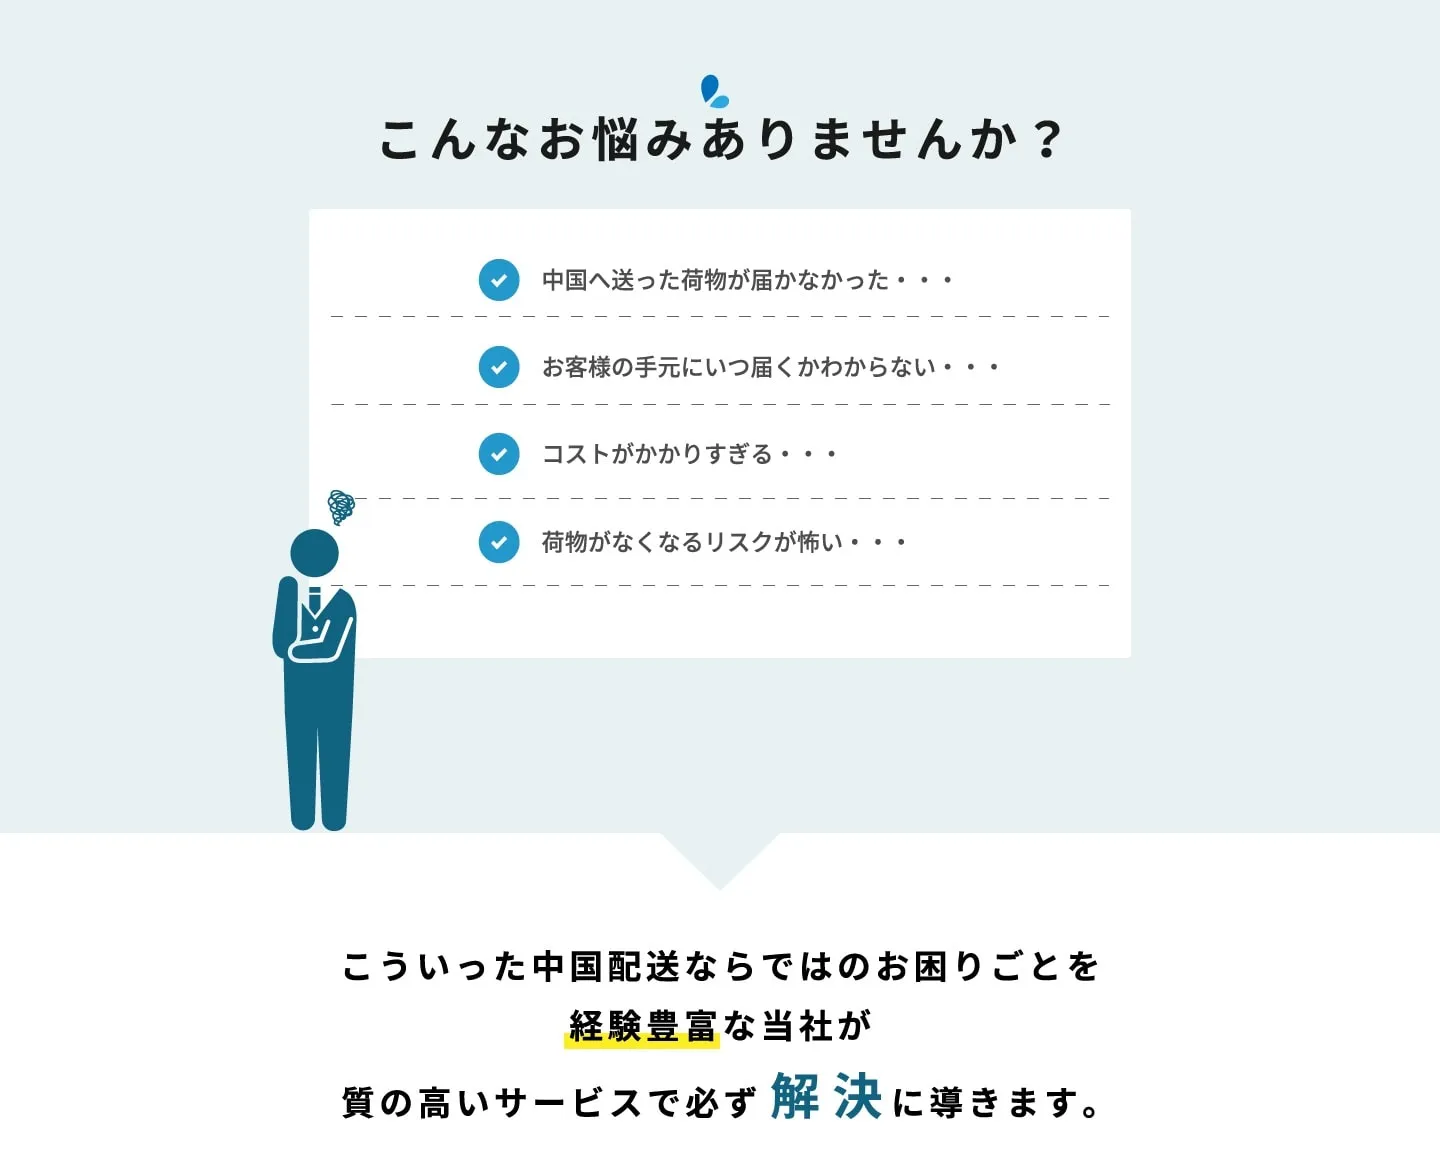 こんなお悩みありませんか？
中国へ送った荷物が届かなかった・・・
お客様の手元にいつ届くかわからない・・・
コストがかかりすぎる・・・
荷物がなくなるリスクが怖い・・・
こういった中国配送ならではのお困りごとを
経験豊富な当社が
質の高いサービスで必ず解決に導きます。